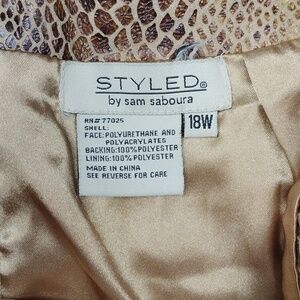 STYLED®
by sam saboura
18W
RN# 77025
SHELL:
FACE:POLYURETHANE AND
POLYACRYLATES
BACKING:100%POLYESTER
LINING:100%POLYESTER
MADE IN CHINA
SEE REVERSE FOR CARE